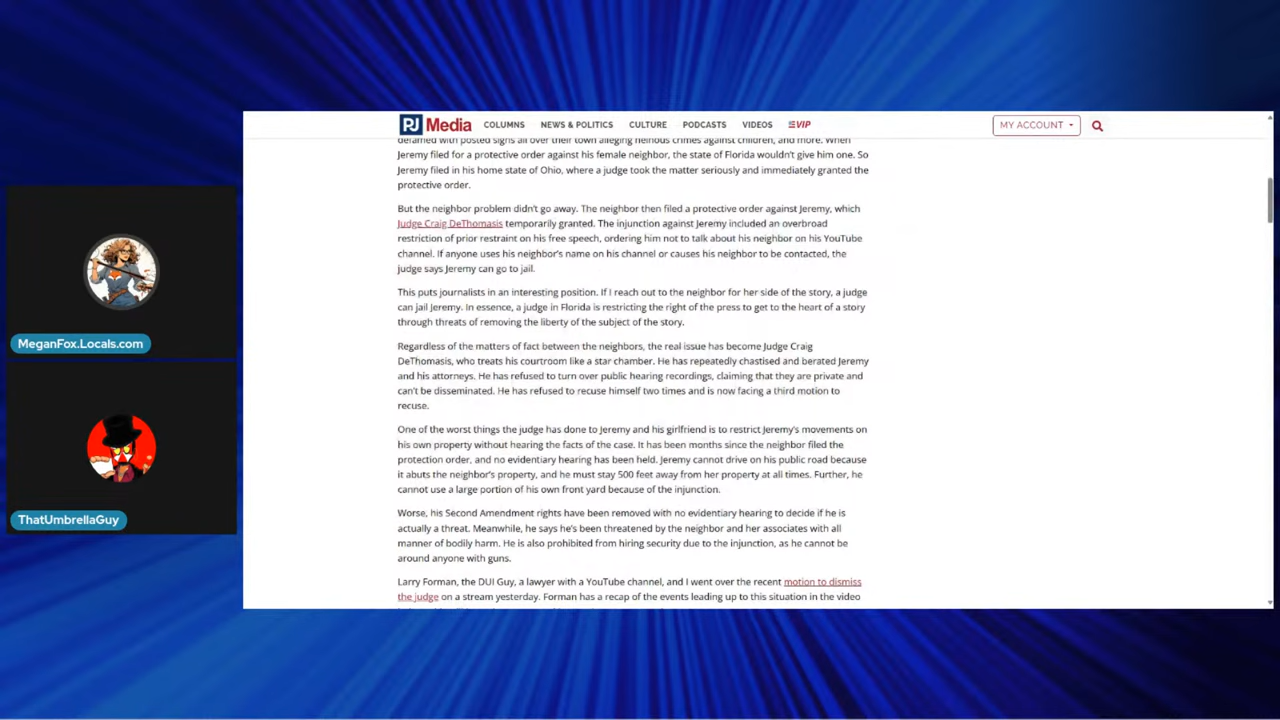 PJ Media COLUMNS NEWS & POLITICS CULTURE PODCASTS VIDEOS VIP MY ACCOUNT
defamed with posted signs all over their town alleging heinous crimes against children, and more. When
Jeremy filed for a protective order against his female neighbor, the state of Florida wouldn't give him one. So
Jeremy filed in his home state of Ohio, where a judge took the matter seriously and immediately granted the
protective order.
But the neighbor problem didn't go away. The neighbor then filed a protective order against Jeremy, which
Judge Craig DeThomasis temporarily granted. The injunction against Jeremy included an overbroad
restriction of prior restraint on his free speech, ordering him not to talk about his neighbor on his YouTube
channel. If anyone uses his neighbor's name on his channel or causes his neighbor to be contacted, the
judge says Jeremy can go to jail.
This puts journalists in an interesting position. If I reach out to the neighbor for her side of the story, a judge
can jail Jeremy. In essence, a judge in Florida is restricting the right of the press to get to the heart of a story
through threats of removing the liberty of the subject of the story.
Regardless of the matters of fact between the neighbors, the real issue has become Judge Craig
DeThomasis, who treats his courtroom like a star chamber. He has repeatedly chastised and berated Jeremy
and his attorneys. He has refused to turn over public hearing recordings, claiming that they are private and
can't be disseminated. He has refused to recuse himself two times and is now facing a third motion to
recuse.
One of the worst things the judge has done to Jeremy and his girlfriend is to restrict Jeremy's movements on
his own property without hearing the facts of the case. It has been months since the neighbor filed the
protection order, and no evidentiary hearing has been held. Jeremy cannot drive on his public road because
it abuts the neighbor's property, and he must stay 500 feet away from her property at all times. Further, he
cannot use a large portion of his own front yard because of the injunction.
Worse, his Second Amendment rights have been removed with no evidentiary hearing to decide if he is
actually a threat. Meanwhile, he says he's been threatened by the neighbor and her associates with all
manner of bodily harm. He is also prohibited from hiring security due to the injunction, as he cannot be
around anyone with guns.
Larry Forman, the DUI Guy, a lawyer with a YouTube channel, and I went over the recent motion to dismiss
the judge on a stream yesterday. Forman has a recap of the events leading up to this situation in the video
MeganFox.Locals.com
ThatUmbrellaGuy